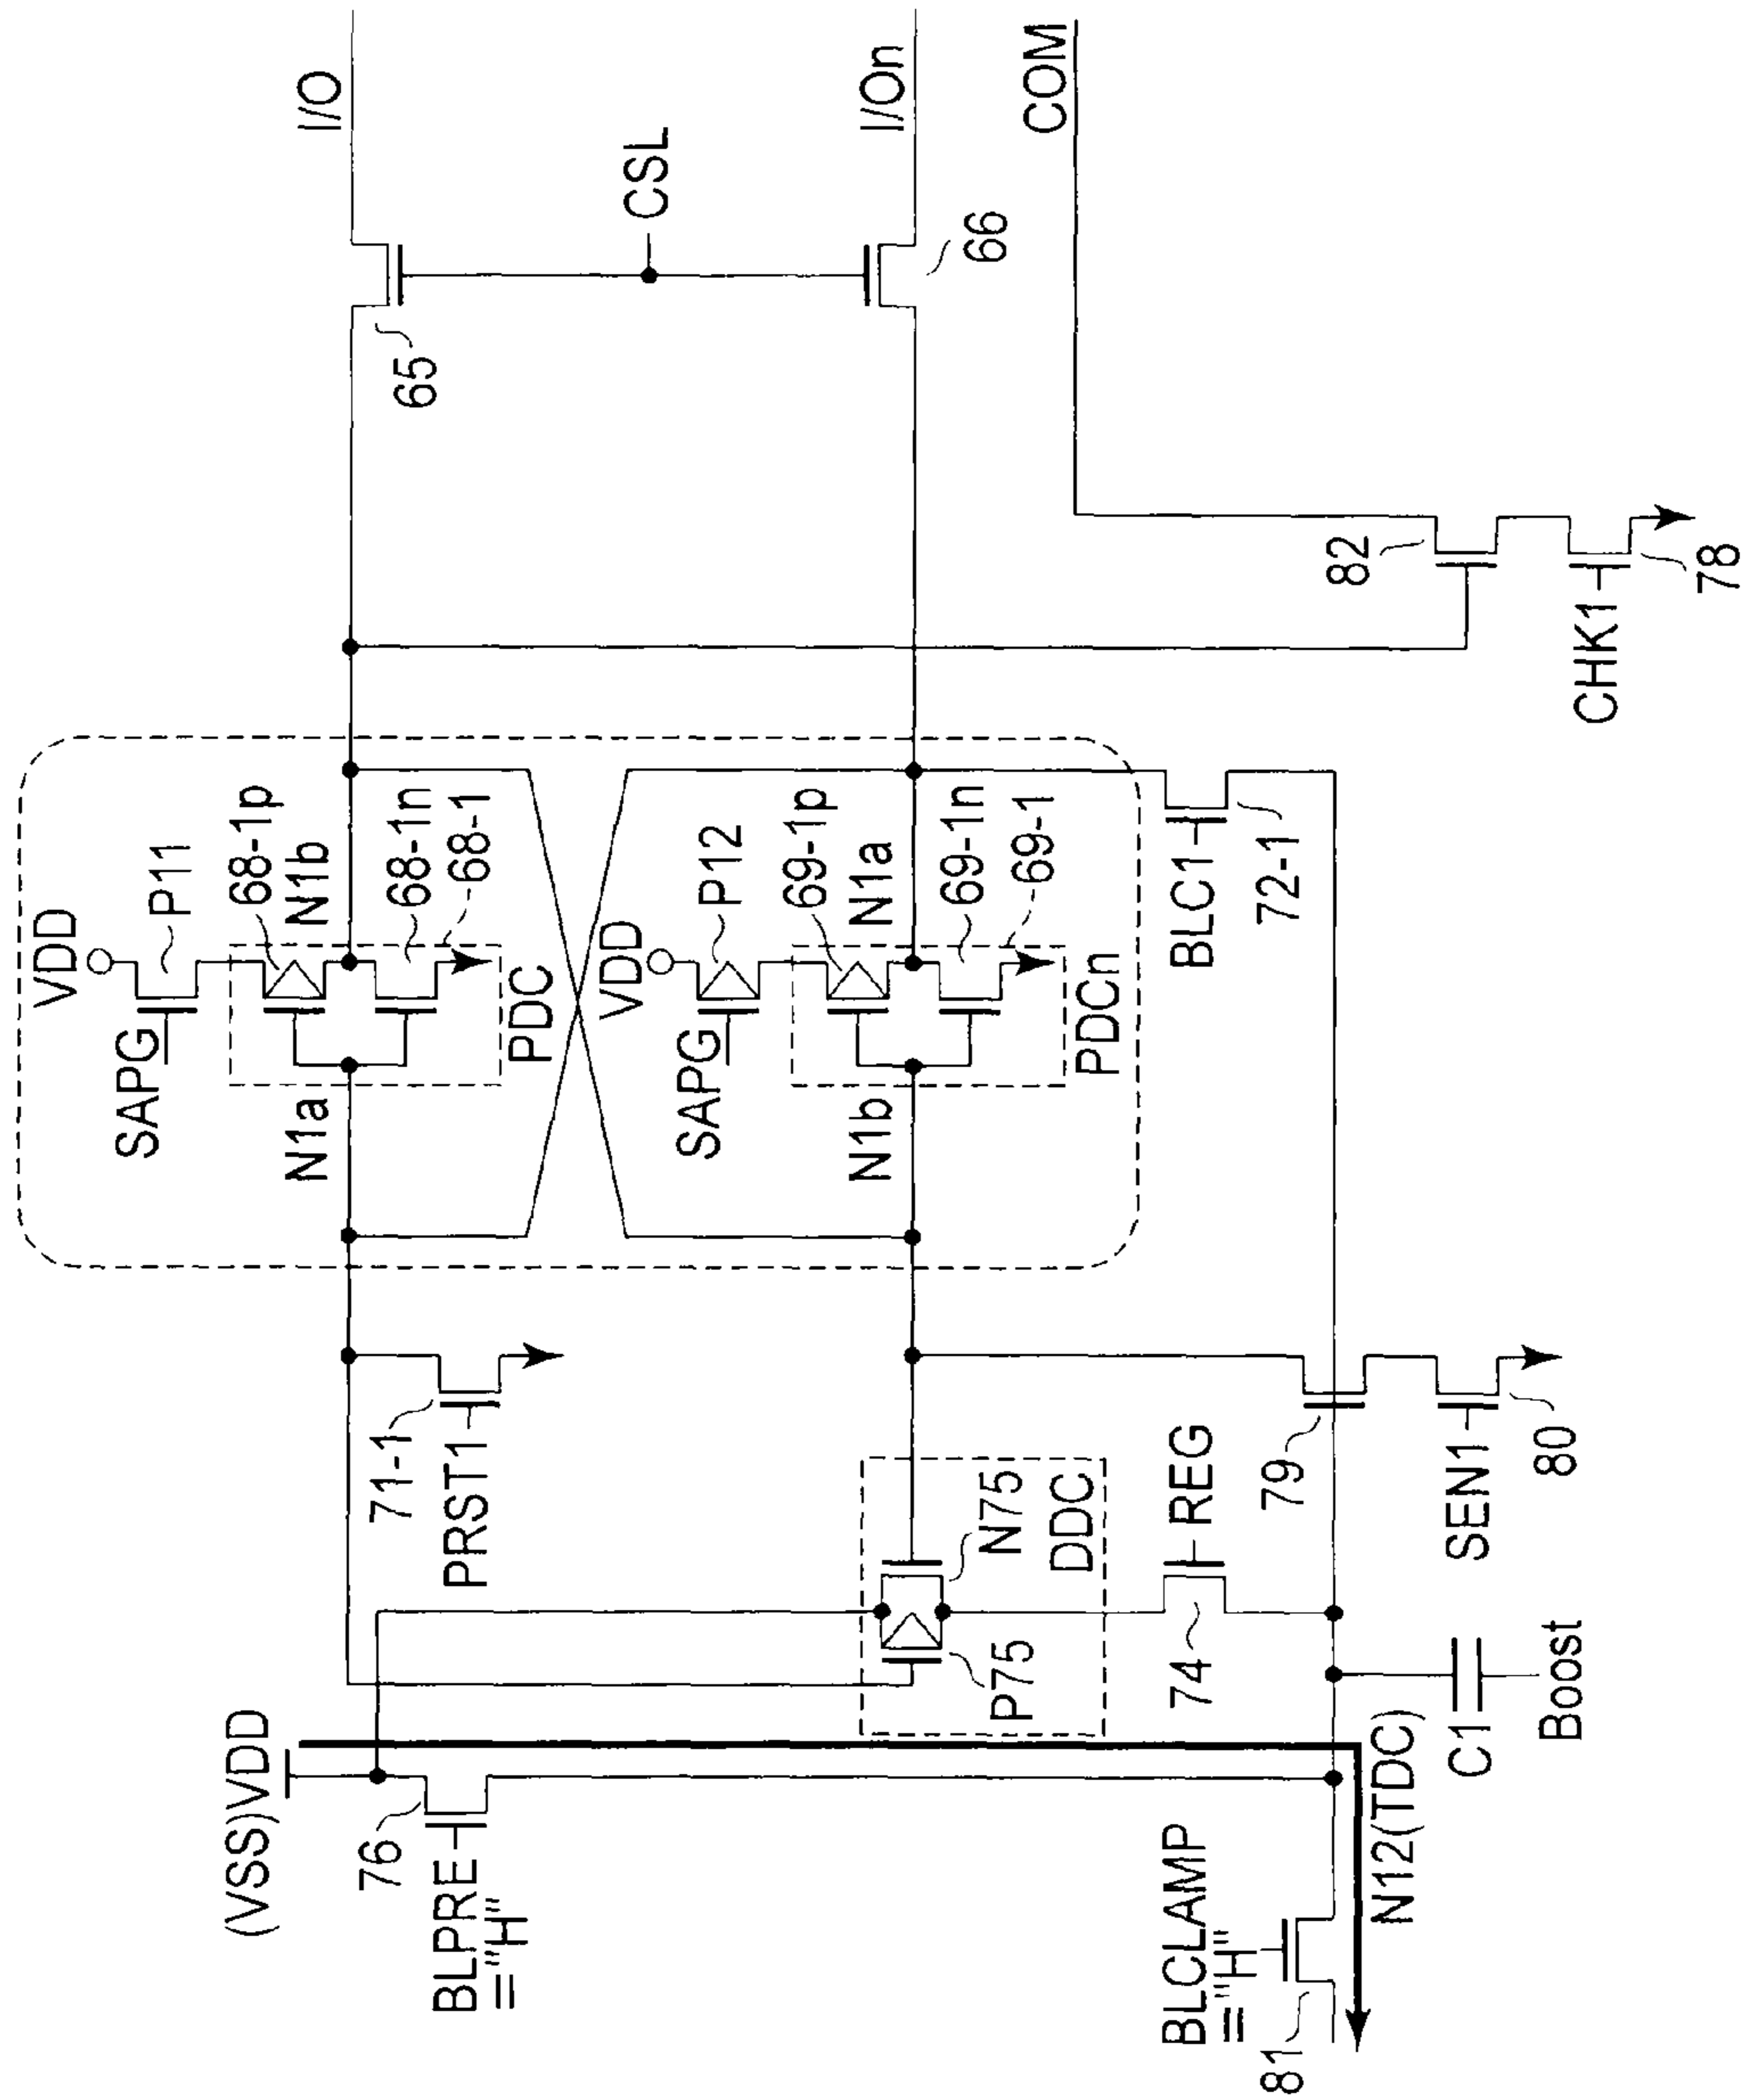 I/O
CSL
I/On
COM
65
66
82
CHK1
78
VDD
P11
SAPG
68-1p
N1b
68-1n
68-1
N1a
PDC
VDD
P12
SAPG
69-1p
N1a
69-1n
69-1
N1b
PDCn
BLC1
72-1
71-1
PRST1
N75
DDC
P75
REG
74
79
SEN1
80
(VSS)VDD
76
BLPRE
="H"
BLCLAMP
="H"
81
N12(TDC)
C1
Boost